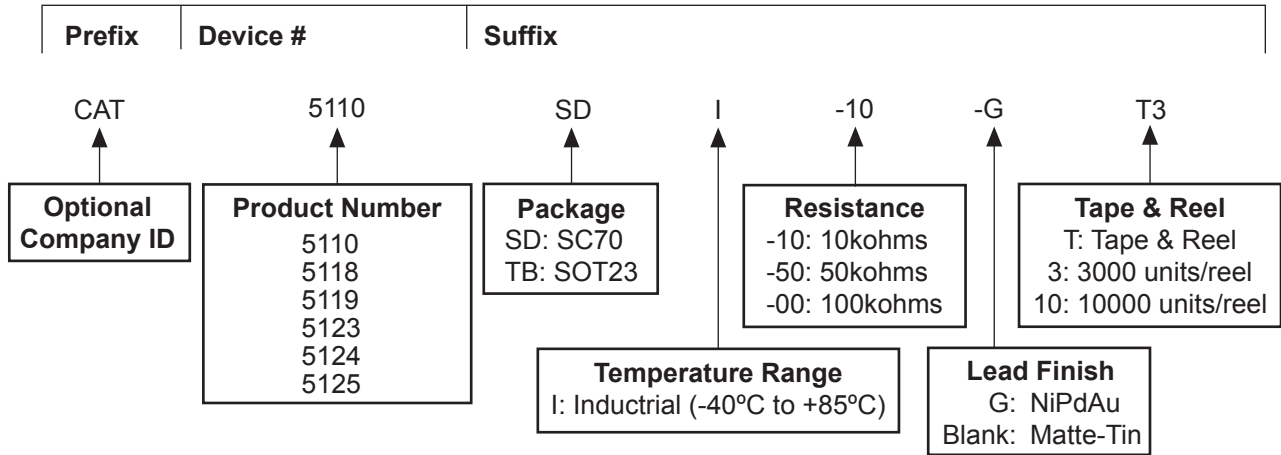 Prefix Device # Suffix
CAT 5110 SD I -10 -G T3
Optional
Company ID
Product Number
5110
5118
5119
5123
5124
5125
Package
SD: SC70
TB: SOT23
Resistance
-10: 10kohms
-50: 50kohms
-00: 100kohms
Tape & Reel
T: Tape & Reel
3: 3000 units/reel
10: 10000 units/reel
Temperature Range
I: Inductrial (-40ºC to +85ºC)
Lead Finish
G: NiPdAu
Blank: Matte-Tin